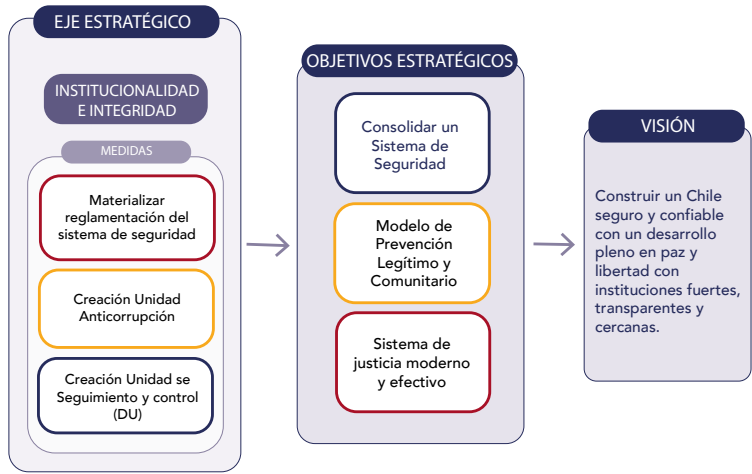 EJE ESTRATÉGICO
INSTITUCIONALIDAD
E INTEGRIDAD
MEDIDAS
Materializar
reglamentación del
sistema de seguridad
Creación Unidad
Anticorrupción
Creación Unidad se
Seguimiento y control
(DU)
OBJETIVOS ESTRATÉGICOS
Consolidar un
Sistema de
Seguridad
Modelo de
Prevención
Legítimo y
Comunitario
Sistema de
justicia moderno
y efectivo
VISIÓN
Construir un Chile
seguro y confiable
con un desarrollo
pleno en paz y
libertad con
instituciones fuertes,
transparentes y
cercanas.